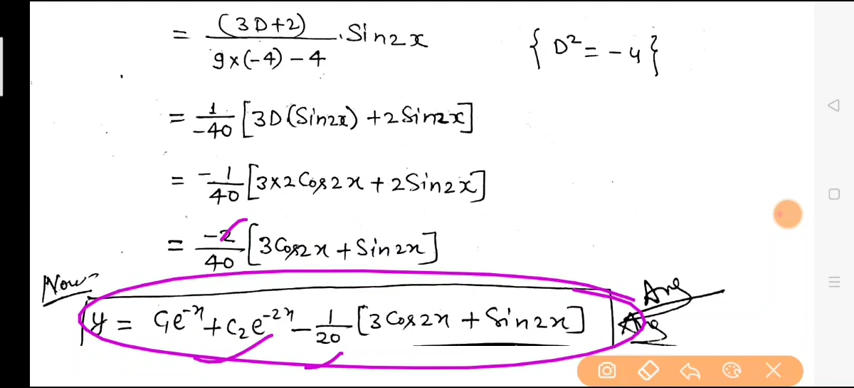 = (3D+2) / 9×(-4) - 4 . Sin2x { D² = -4 }
= 1/-40 [3D(Sin2x) + 2Sin2x]
= -1/40 [3×2Cos2x + 2Sin2x]
= -2/40 [3Cos2x + Sin2x]
Now
y = C₁e^-x + C₂e^-2x - 1/20 [3Cos2x + Sin2x] Ans
Ans